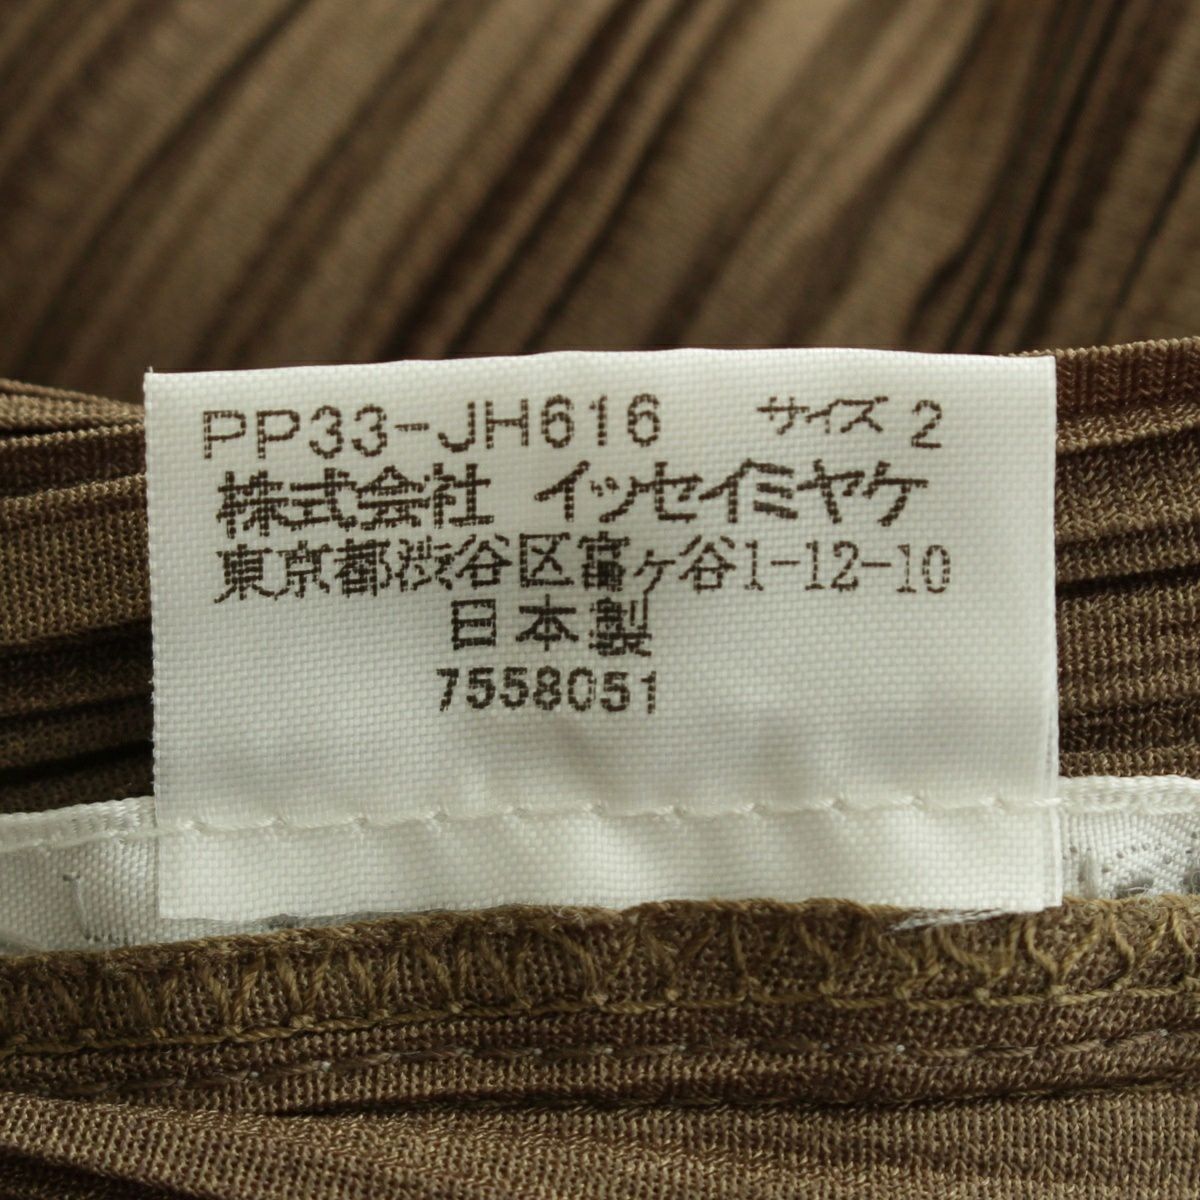 PP33-JH616 サイズ 2
株式会社 イッセイミヤケ
東京都渋谷区富ヶ谷1-12-10
日本製
7558051